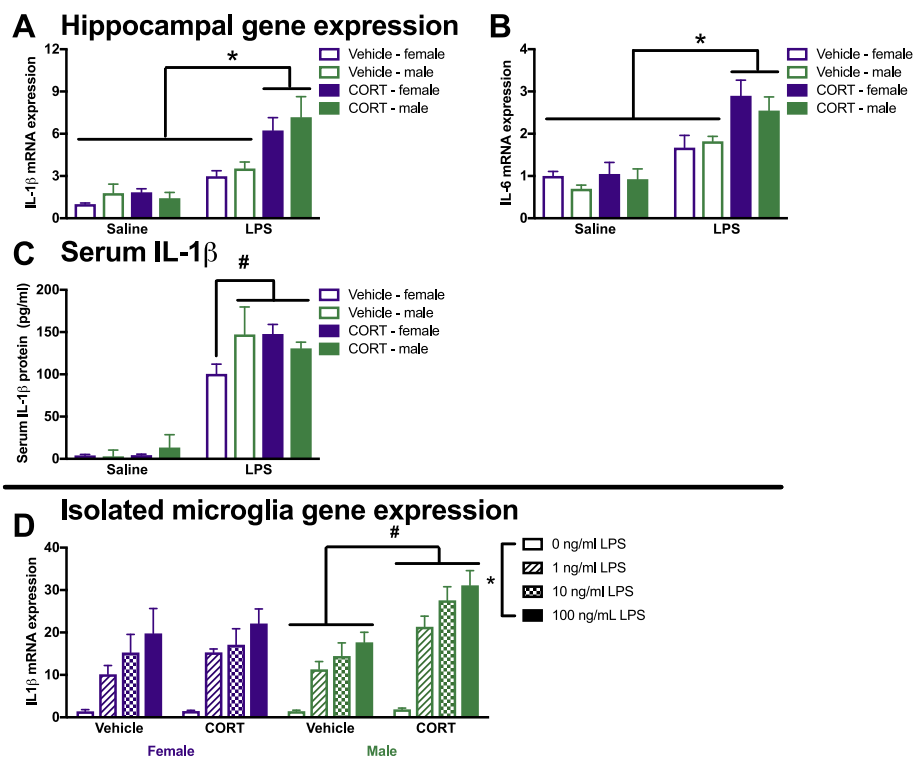 A Hippocampal gene expression
IL-1β mRNA expression
12
9
6
3
0
*
Saline
LPS
Vehicle - female
Vehicle - male
CORT - female
CORT - male
B
IL-6 mRNA expression
4
3
2
1
0
*
Saline
LPS
Vehicle - female
Vehicle - male
CORT - female
CORT - male
C Serum IL-1β
Serum IL-1β protein (pg/ml)
200
150
100
50
0
#
Saline
LPS
Vehicle - female
Vehicle - male
CORT - female
CORT - male
D Isolated microglia gene expression
IL1β mRNA expression
40
30
20
10
0
#
Vehicle
CORT
Vehicle
CORT
Female
Male
*
0 ng/ml LPS
1 ng/ml LPS
10 ng/ml LPS
100 ng/mL LPS